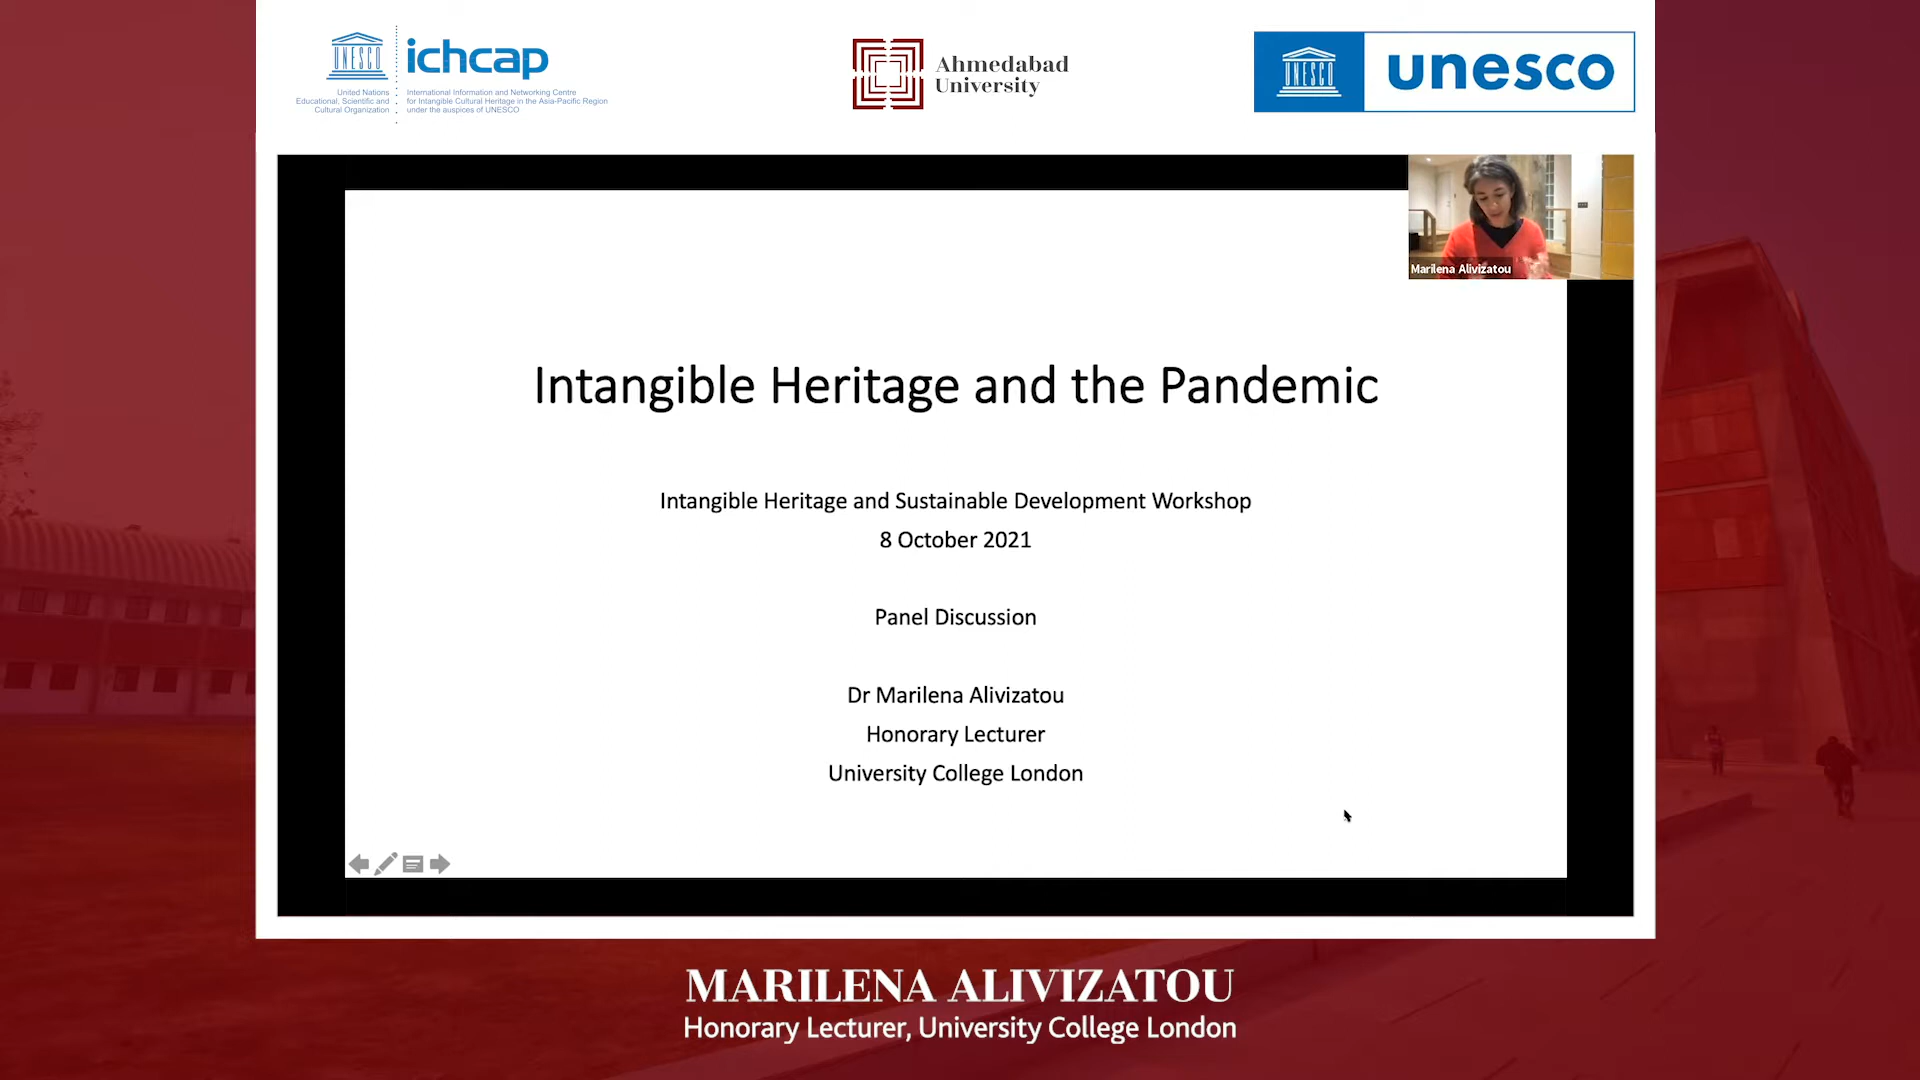 UNESCO
United Nations
Educational, Scientific and
Cultural Organization
ichcap
International Information and Networking Centre
for Intangible Cultural Heritage in the Asia-Pacific Region
under the auspices of UNESCO
Ahmedabad
University
UNESCO
unesco
Marilena Alivizatou
Intangible Heritage and the Pandemic
Intangible Heritage and Sustainable Development Workshop
8 October 2021
Panel Discussion
Dr Marilena Alivizatou
Honorary Lecturer
University College London
MARILENA ALIVIZATOU
Honorary Lecturer, University College London